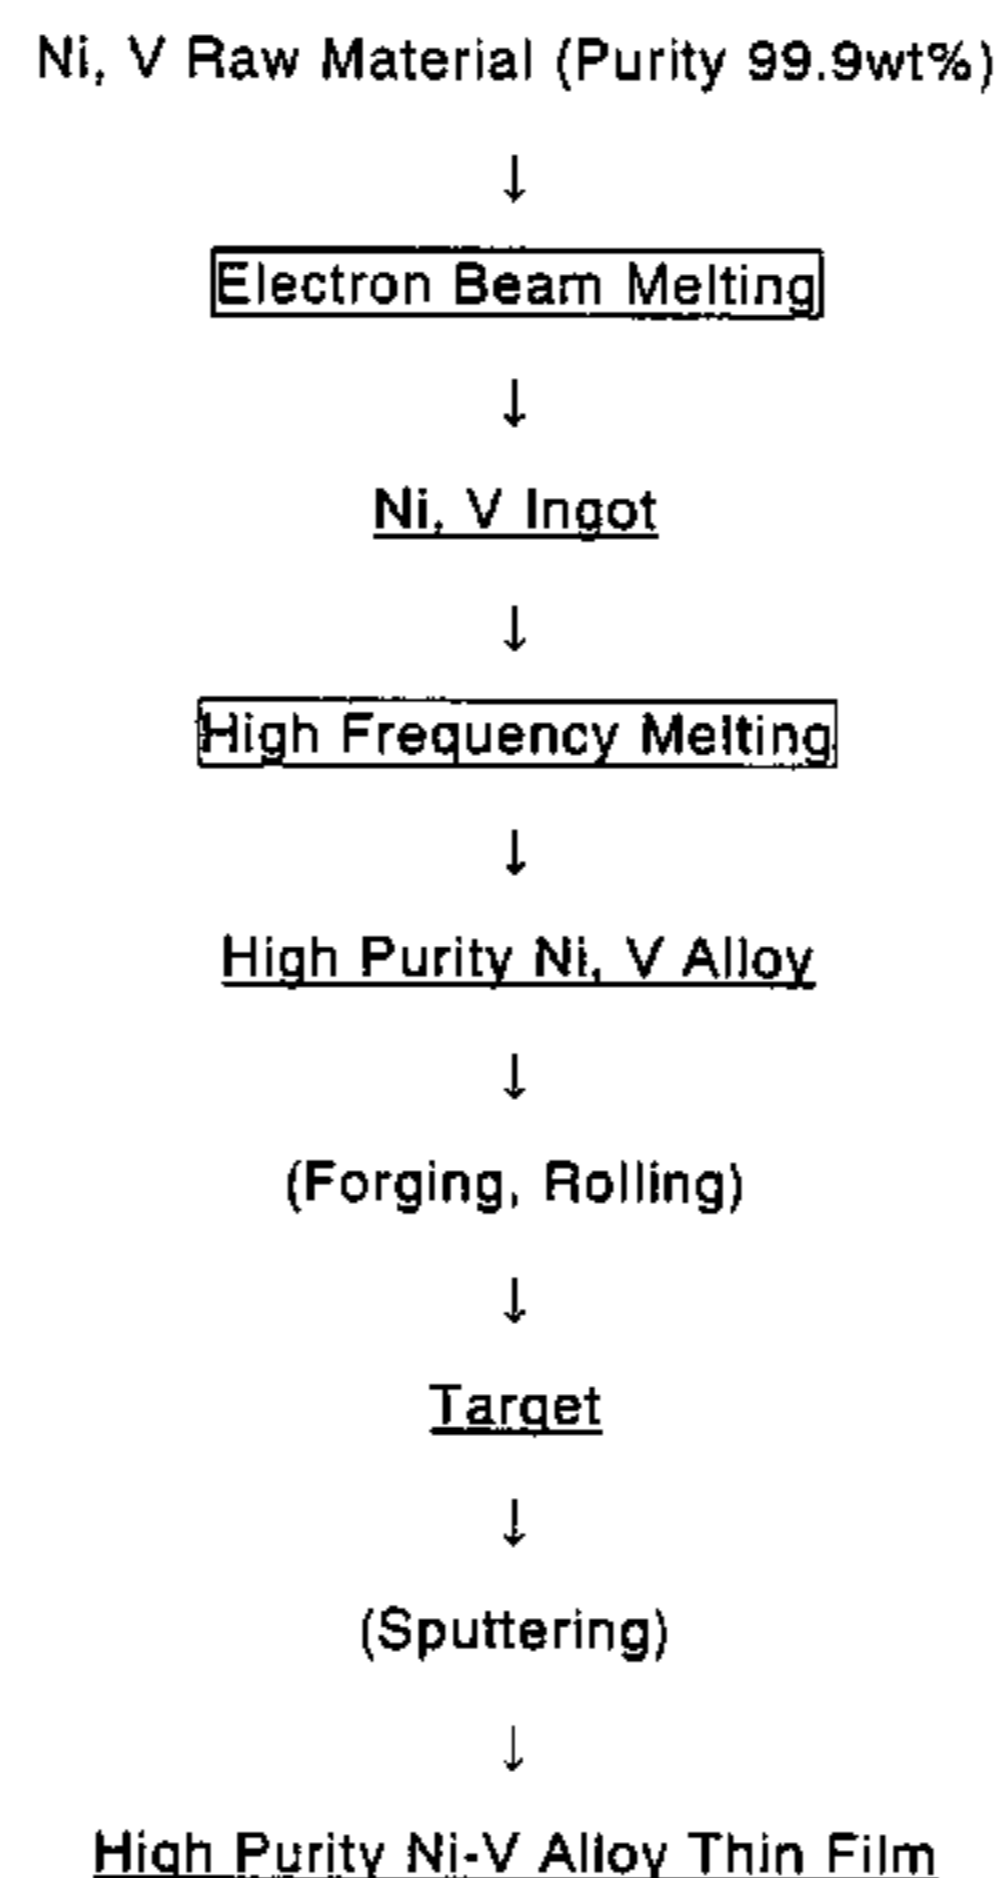 Ni, V Raw Material (Purity 99.9wt%)
↓
Electron Beam Melting
↓
Ni, V Ingot
↓
High Frequency Melting
↓
High Purity Ni, V Alloy
↓
(Forging, Rolling)
↓
Target
↓
(Sputtering)
↓
High Purity Ni-V Alloy Thin Film